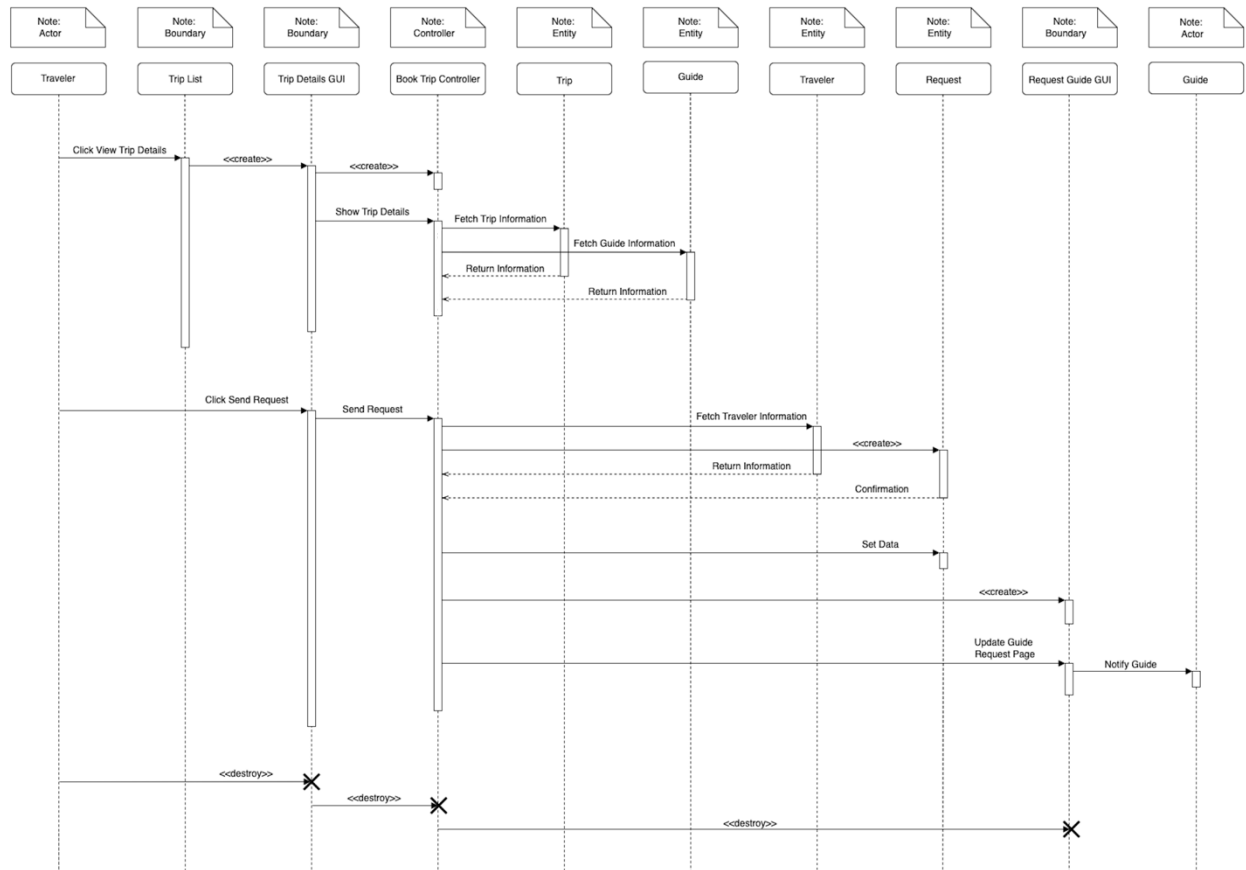 Note:
Actor
Note:
Boundary
Note:
Boundary
Note:
Controller
Note:
Entity
Note:
Entity
Note:
Entity
Note:
Entity
Note:
Boundary
Note:
Actor
Traveler
Trip List
Trip Details GUI
Book Trip Controller
Trip
Guide
Traveler
Request
Request Guide GUI
Guide
Click View Trip Details
<<create>>
<<create>>
Show Trip Details
Fetch Trip Information
Fetch Guide Information
Return Information
Return Information
Click Send Request
Send Request
Fetch Traveler Information
<<create>>
Return Information
Confirmation
Set Data
<<create>>
Update Guide
Request Page
Notify Guide
<<destroy>>
<<destroy>>
<<destroy>>